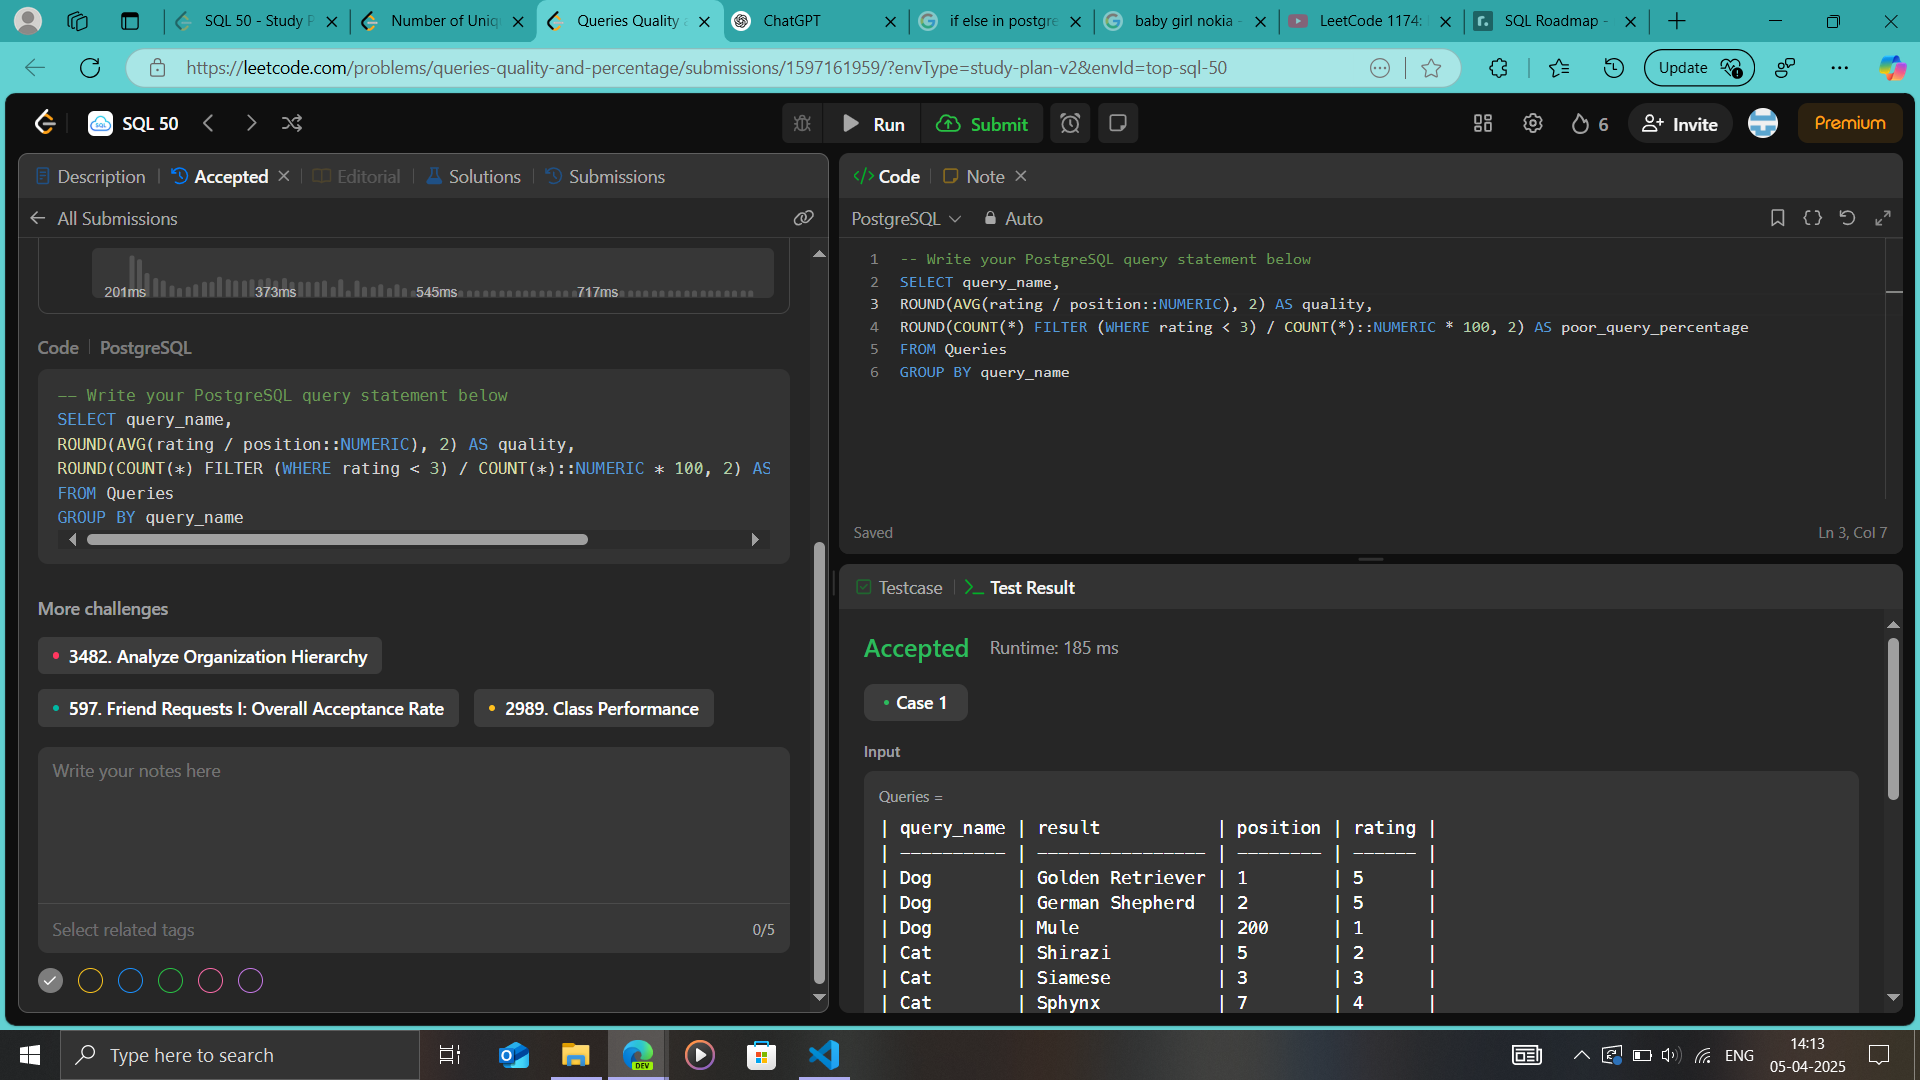 SQL 50 - Study P
Number of Uniqu
Queries Quality a
ChatGPT
if else in postgre
baby girl nokia -
LeetCode 1174:
SQL Roadmap -
https://leetcode.com/problems/queries-quality-and-percentage/submissions/1597161959/?envType=study-plan-v2&envId=top-sql-50
Update
SQL 50
Run
Submit
6
Invite
Premium
Description
Accepted
Editorial
Solutions
Submissions
All Submissions
201ms
373ms
545ms
717ms
Code
PostgreSQL
-- Write your PostgreSQL query statement below
SELECT query_name,
ROUND(AVG(rating / position::NUMERIC), 2) AS quality,
ROUND(COUNT(*) FILTER (WHERE rating < 3) / COUNT(*)::NUMERIC * 100, 2) AS
FROM Queries
GROUP BY query_name
More challenges
3482. Analyze Organization Hierarchy
597. Friend Requests I: Overall Acceptance Rate
2989. Class Performance
Write your notes here
Select related tags
0/5
Code
Note
PostgreSQL
Auto
1 -- Write your PostgreSQL query statement below
2 SELECT query_name,
3 ROUND(AVG(rating / position::NUMERIC), 2) AS quality,
4 ROUND(COUNT(*) FILTER (WHERE rating < 3) / COUNT(*)::NUMERIC * 100, 2) AS poor_query_percentage
5 FROM Queries
6 GROUP BY query_name
Saved
Ln 3, Col 7
Testcase
Test Result
Accepted
Runtime: 185 ms
Case 1
Input
Queries =
| query_name | result | position | rating |
| ---------- | ---------------- | -------- | ------ |
| Dog | Golden Retriever | 1 | 5 |
| Dog | German Shepherd | 2 | 5 |
| Dog | Mule | 200 | 1 |
| Cat | Shirazi | 5 | 2 |
| Cat | Siamese | 3 | 3 |
| Cat | Sphynx | 7 | 4 |
Type here to search
DEV
ENG
14:13
05-04-2025